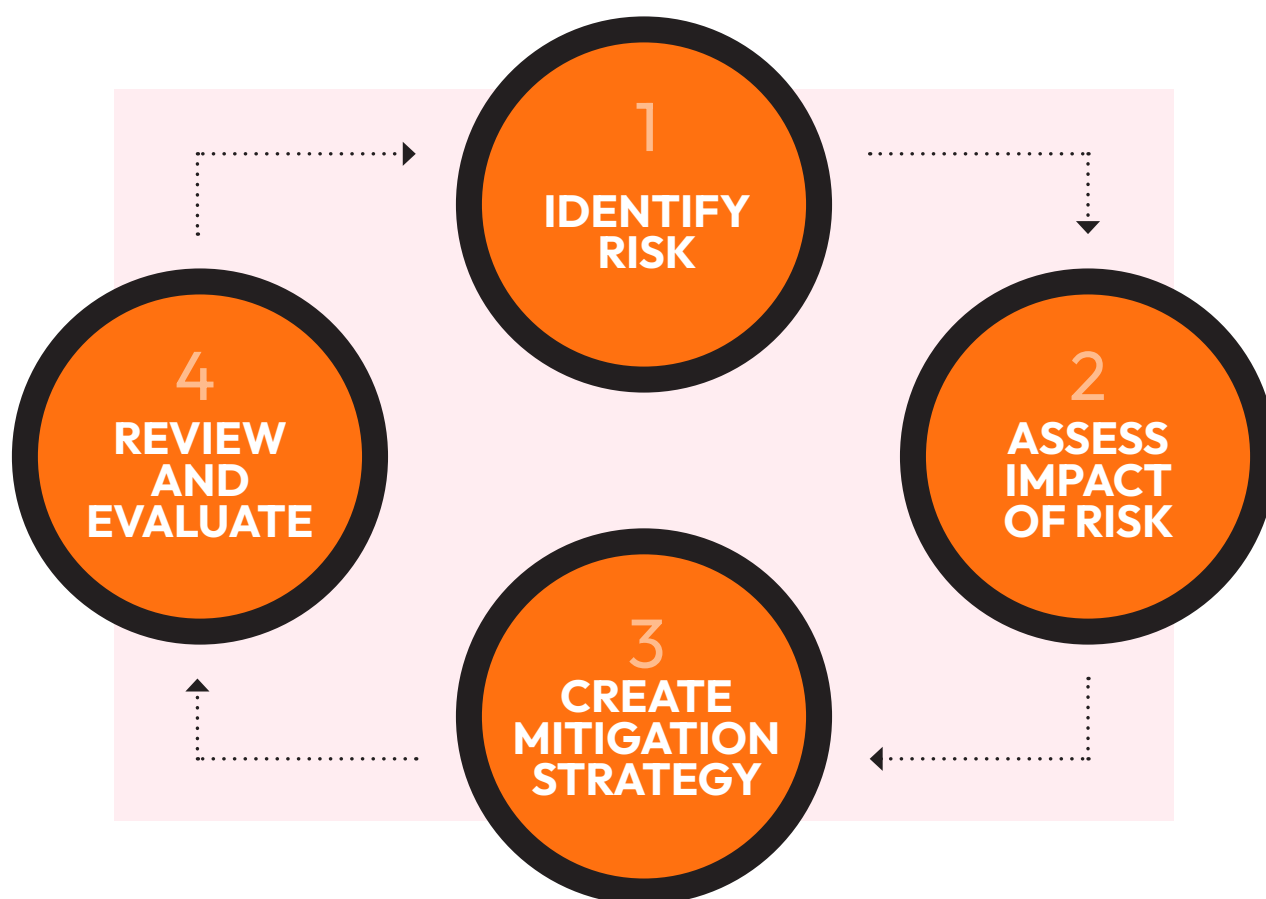 1
IDENTIFY
RISK
2
ASSESS
IMPACT
OF RISK
3
CREATE
MITIGATION
STRATEGY
4
REVIEW
AND
EVALUATE